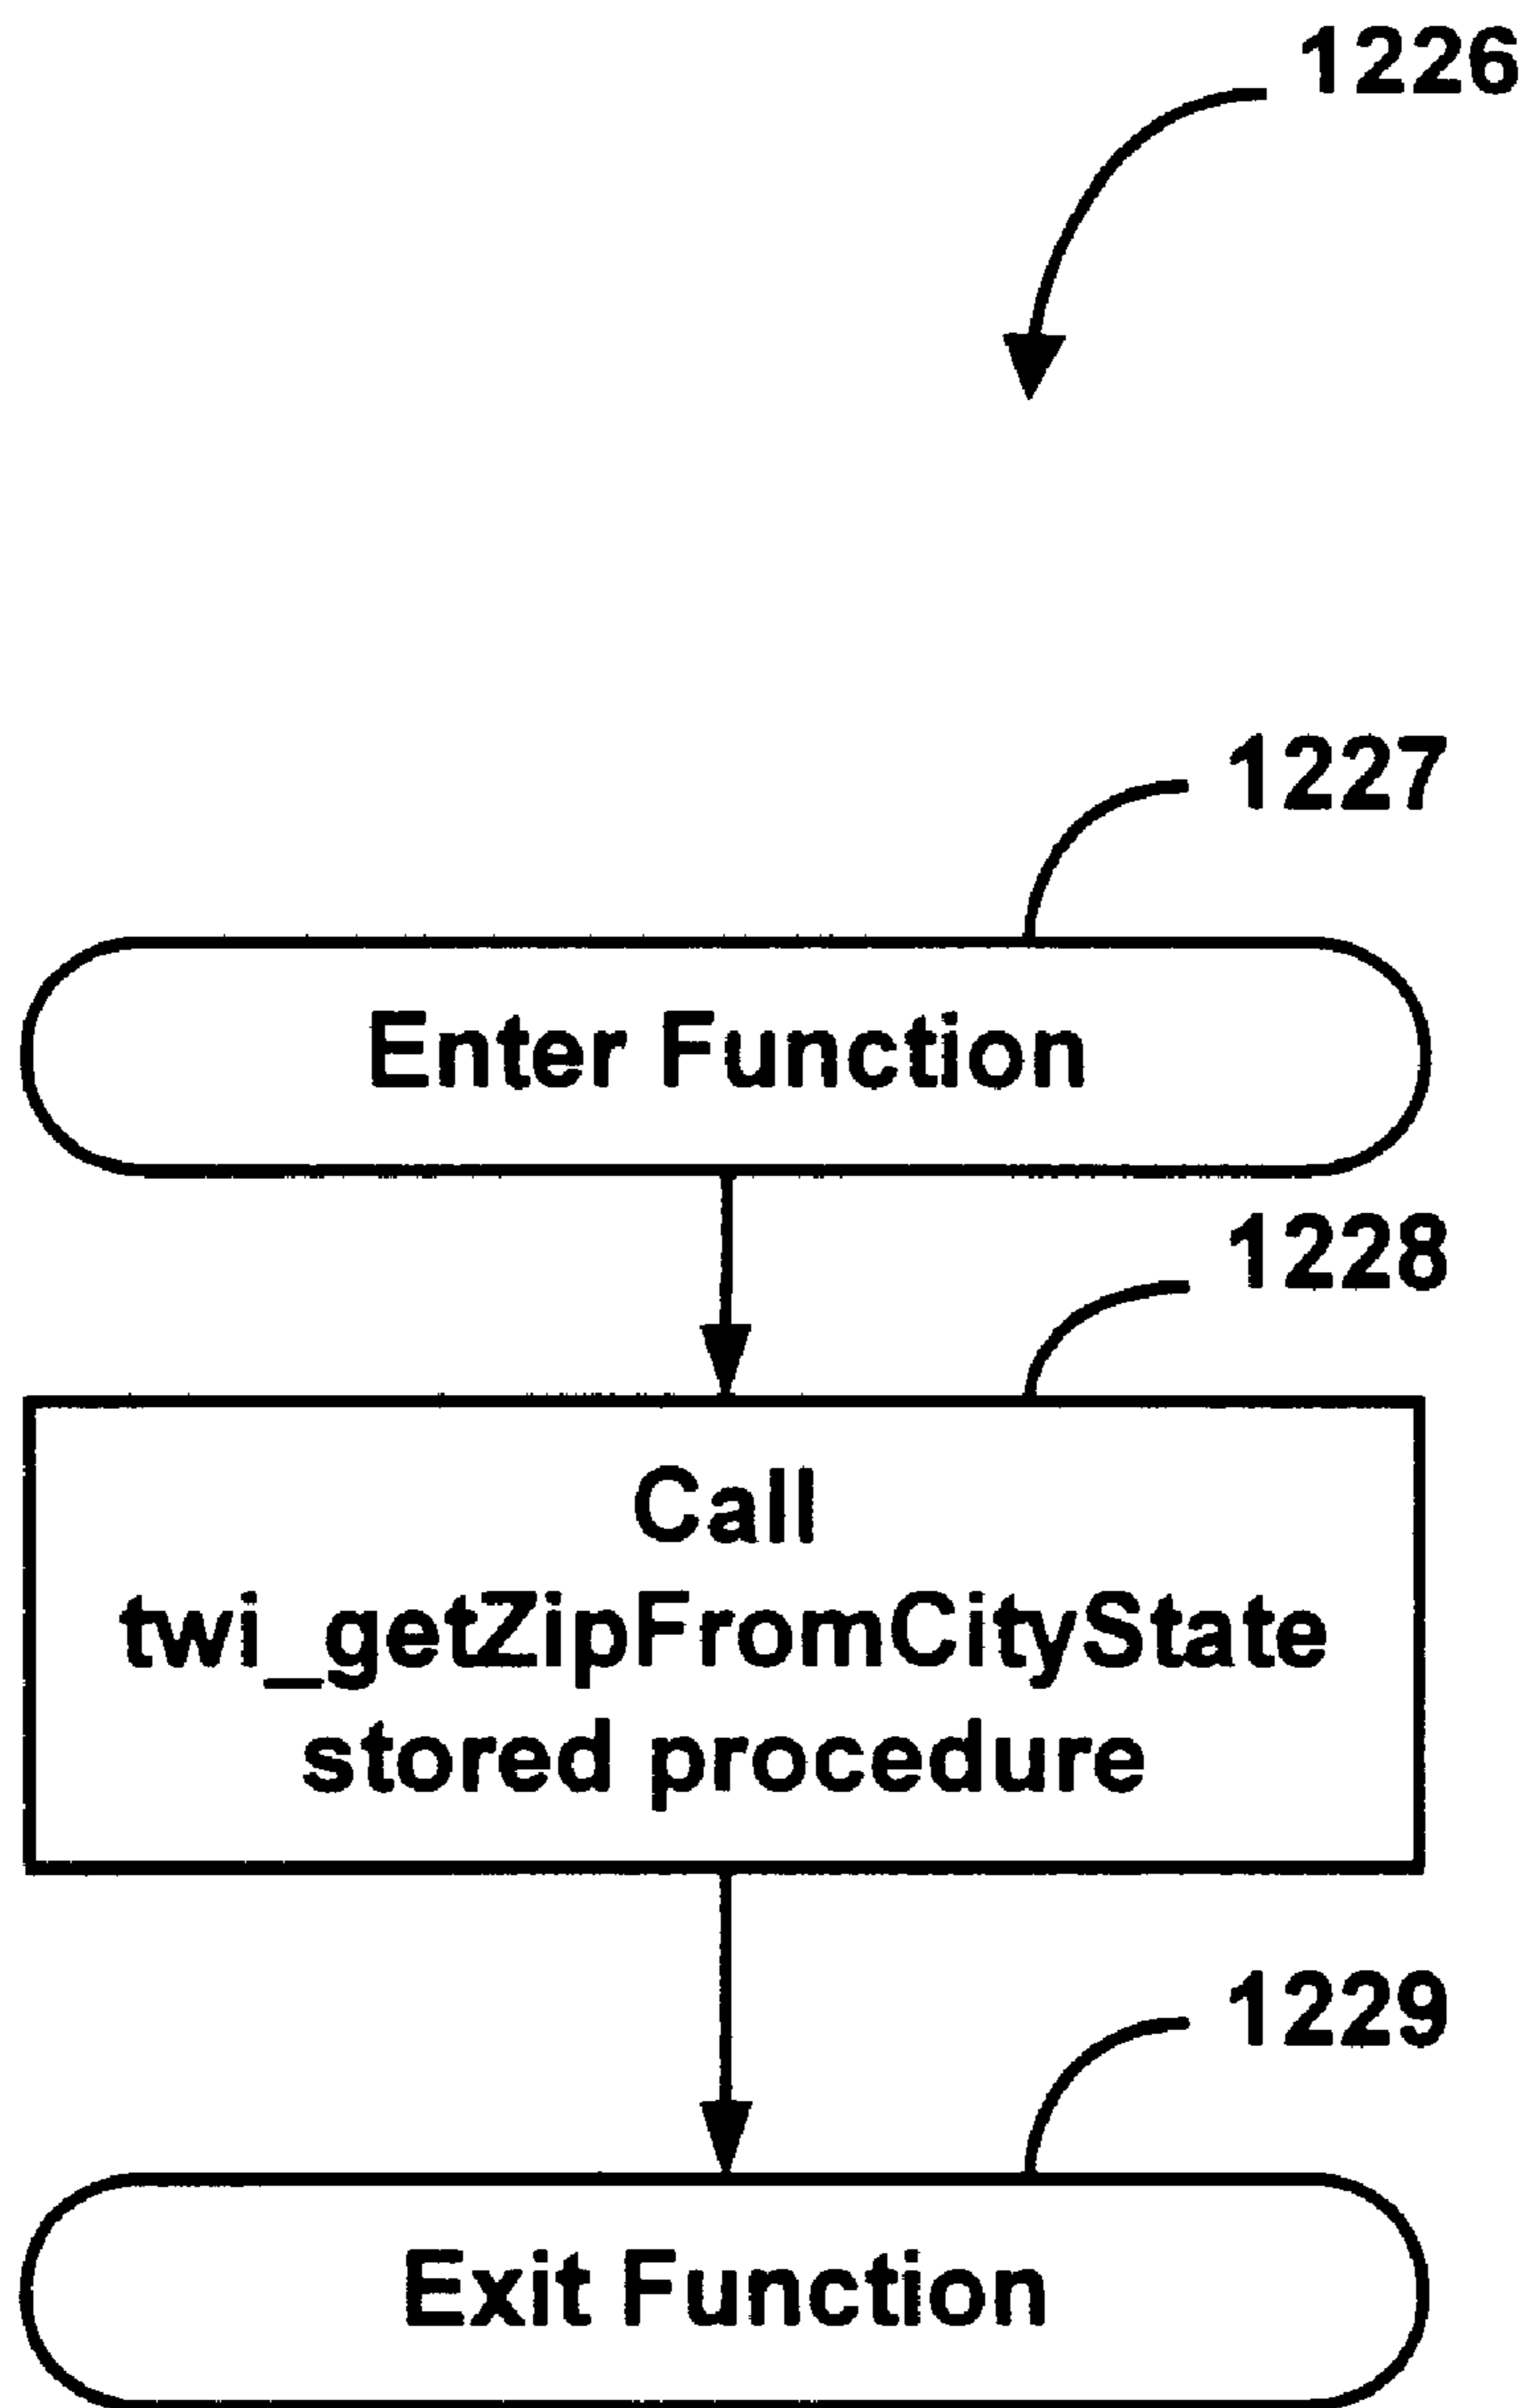 1226
1227
Enter Function
1228
Call
twi_getZipFromCityState
stored procedure
1229
Exit Function